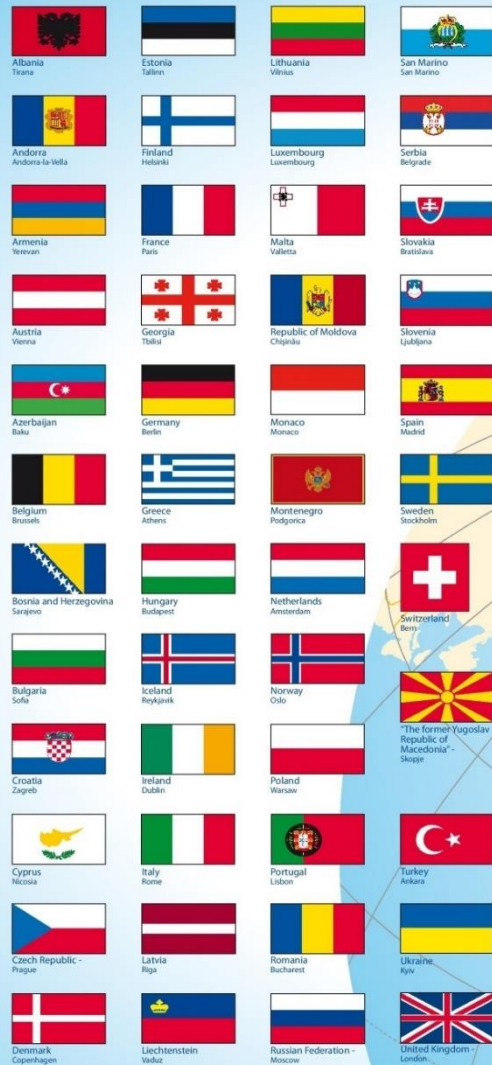 Albania
Tirana
Andorra
Andorra-la-Vella
Armenia
Yerevan
Austria
Vienna
Azerbaijan
Baku
Belgium
Brussels
Bosnia and Herzegovina
Sarajevo
Bulgaria
Sofia
Croatia
Zagreb
Cyprus
Nicosia
Czech Republic -
Prague
Denmark
Copenhagen
Estonia
Tallinn
Finland
Helsinki
France
Paris
Georgia
Tbilisi
Germany
Berlin
Greece
Athens
Hungary
Budapest
Iceland
Reykjavik
Ireland
Dublin
Italy
Rome
Latvia
Riga
Liechtenstein
Vaduz
Lithuania
Vilnius
Luxembourg
Luxembourg
Malta
Valletta
Republic of Moldova
Chişinău
Monaco
Monaco
Montenegro
Podgorica
Netherlands
Amsterdam
Norway
Oslo
Poland
Warsaw
Portugal
Lisbon
Romania
Bucharest
Russian Federation -
Moscow
San Marino
San Marino
Serbia
Belgrade
Slovakia
Bratislava
Slovenia
Ljubljana
Spain
Madrid
Sweden
Stockholm
Switzerland
Bern
"The former Yugoslav
Republic of
Macedonia" -
Skopje
Turkey
Ankara
Ukraine
Kyiv
United Kingdom -
London